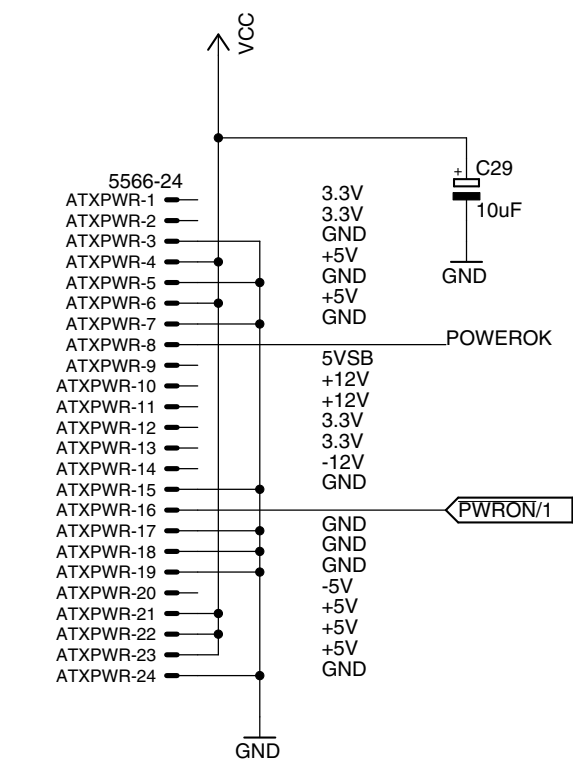 VCC
+ C29
5566-24
ATXPWR-1 3.3V
10uF
ATXPWR-2 3.3V
ATXPWR-3 GND
ATXPWR-4 +5V
ATXPWR-5 GND
GND
ATXPWR-6 +5V
ATXPWR-7 GND
ATXPWR-8 POWEROK
ATXPWR-9 5VSB
ATXPWR-10 +12V
ATXPWR-11 +12V
ATXPWR-12 3.3V
ATXPWR-13 3.3V
ATXPWR-14 -12V
ATXPWR-15 GND
ATXPWR-16 PWRON/1
ATXPWR-17 GND
ATXPWR-18 GND
ATXPWR-19 GND
ATXPWR-20 -5V
ATXPWR-21 +5V
ATXPWR-22 +5V
ATXPWR-23 +5V
ATXPWR-24 GND
GND